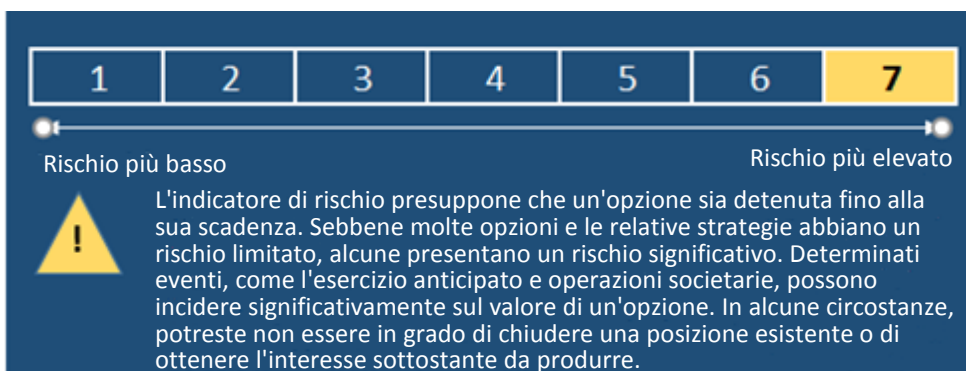 1 2 3 4 5 6 7
Rischio più basso Rischio più elevato
! L'indicatore di rischio presuppone che un'opzione sia detenuta fino alla
sua scadenza. Sebbene molte opzioni e le relative strategie abbiano un
rischio limitato, alcune presentano un rischio significativo. Determinati
eventi, come l'esercizio anticipato e operazioni societarie, possono
incidere significativamente sul valore di un'opzione. In alcune circostanze,
potreste non essere in grado di chiudere una posizione esistente o di
ottenere l'interesse sottostante da produrre.